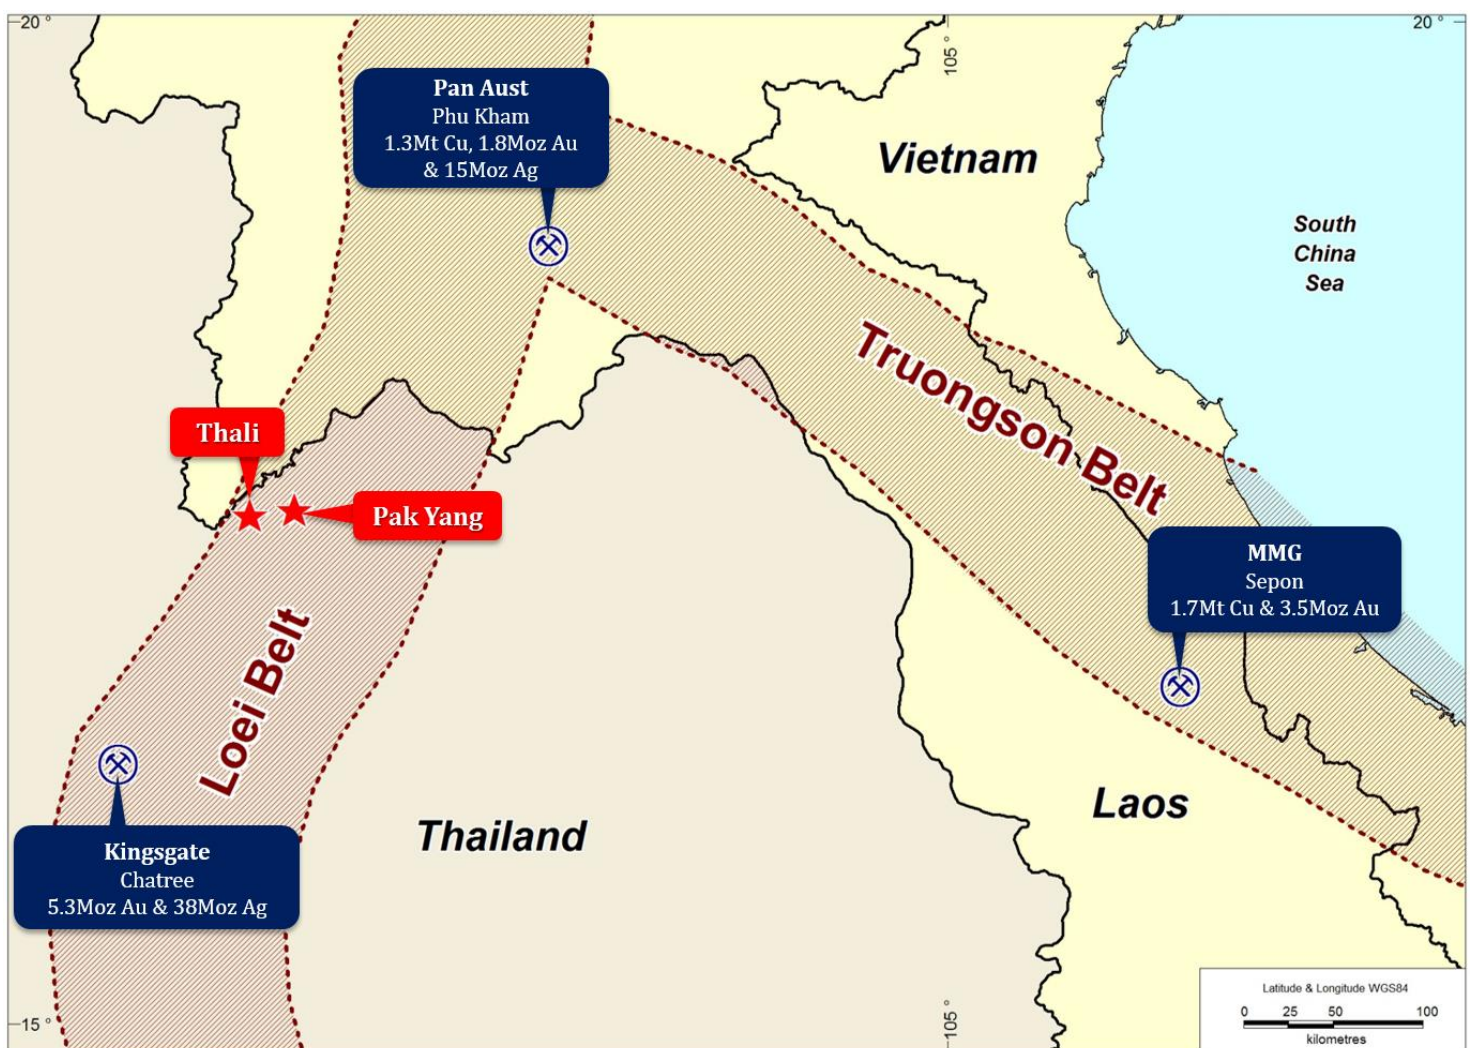 20 °
105 °
20 °
Pan Aust
Phu Kham
1.3Mt Cu, 1.8Moz Au
& 15Moz Ag
Vietnam
South
China
Sea
Truongson Belt
Thali
Pak Yang
MMG
Sepon
1.7Mt Cu & 3.5Moz Au
Loei Belt
Thailand
Laos
Kingsgate
Chatree
5.3Moz Au & 38Moz Ag
15 °
105 °
Latitude & Longitude WGS84
0 25 50 100
kilometres